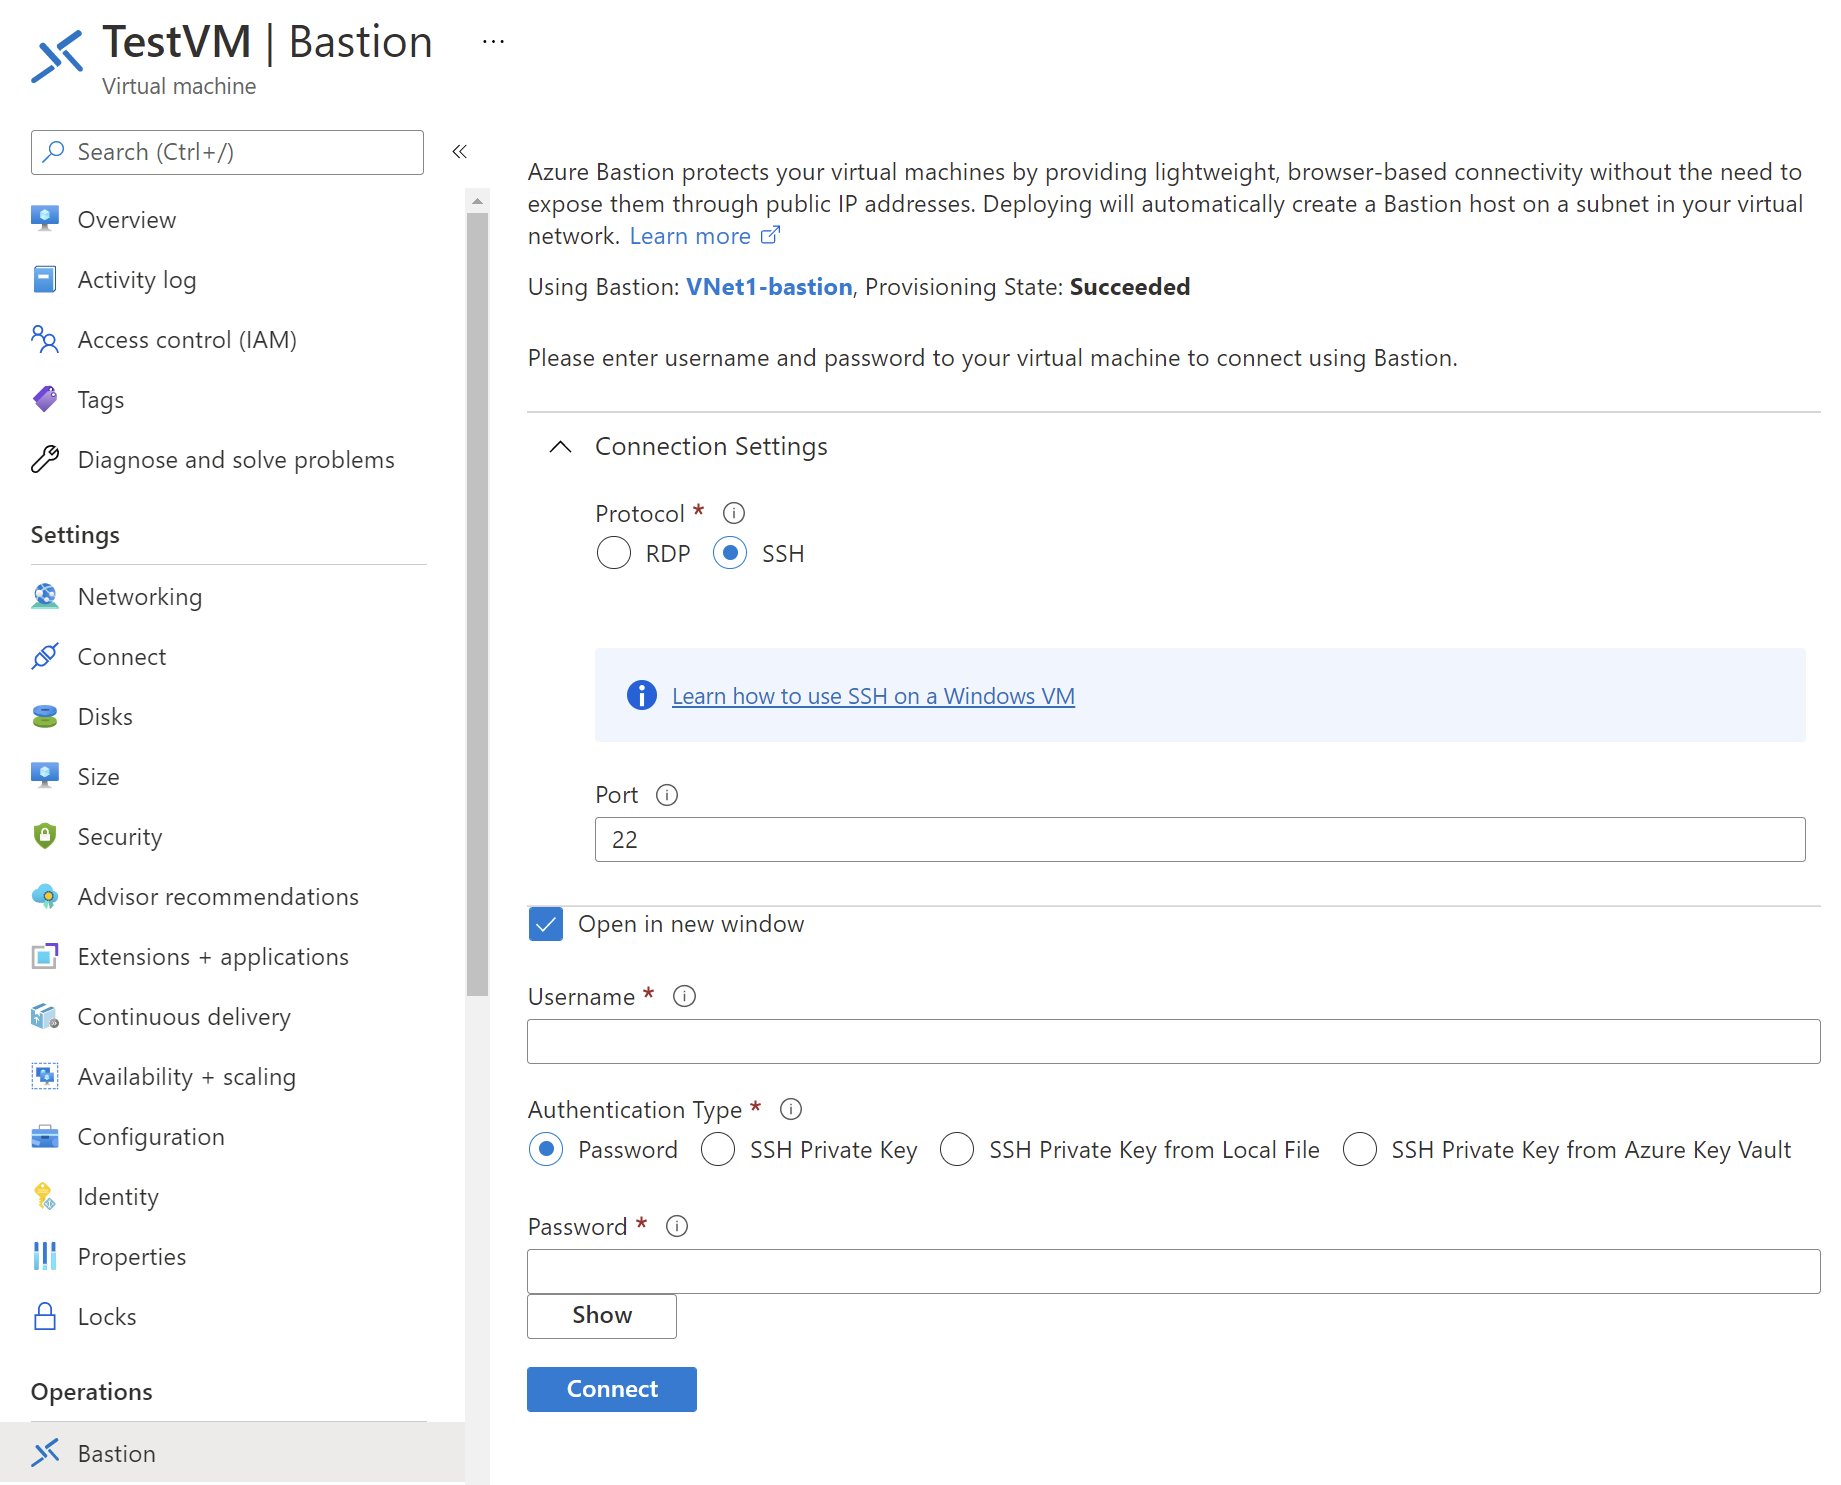 TestVM | Bastion ...
Virtual machine
Search (Ctrl+/) «
Overview
Activity log
Access control (IAM)
Tags
Diagnose and solve problems
Settings
Networking
Connect
Disks
Size
Security
Advisor recommendations
Extensions + applications
Continuous delivery
Availability + scaling
Configuration
Identity
Properties
Locks
Operations
Bastion
Azure Bastion protects your virtual machines by providing lightweight, browser-based connectivity without the need to
expose them through public IP addresses. Deploying will automatically create a Bastion host on a subnet in your virtual
network. Learn more
Using Bastion: VNet1-bastion, Provisioning State: Succeeded
Please enter username and password to your virtual machine to connect using Bastion.
Connection Settings
Protocol *
RDP SSH
Learn how to use SSH on a Windows VM
Port
22
Open in new window
Username *
Authentication Type *
Password SSH Private Key SSH Private Key from Local File SSH Private Key from Azure Key Vault
Password *
Show
Connect